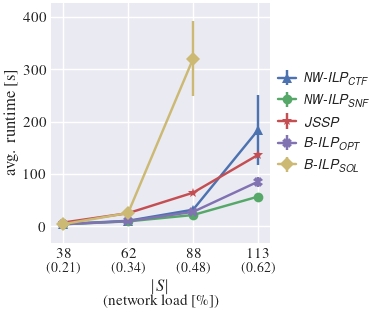 400
300
200
100
0
avg. runtime [s]
38 62 88 113
(0.21) (0.34) (0.48) (0.62)
|S|
(network load [%])
NW-ILP_CTF
NW-ILP_SNF
JSSP
B-ILP_OPT
B-ILP_SOL